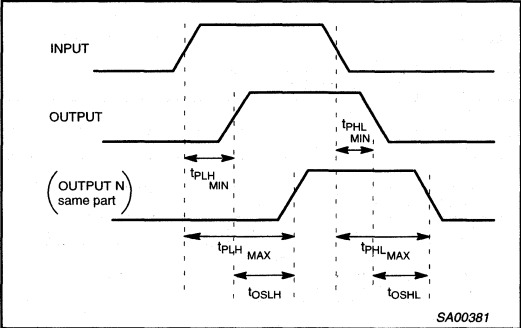 INPUT
OUTPUT
tPHL
MIN
tPLH
MIN
(OUTPUT N
same part)
tPLH
MAX
tPHL
MAX
tOSLH
tOSHL
SA00381